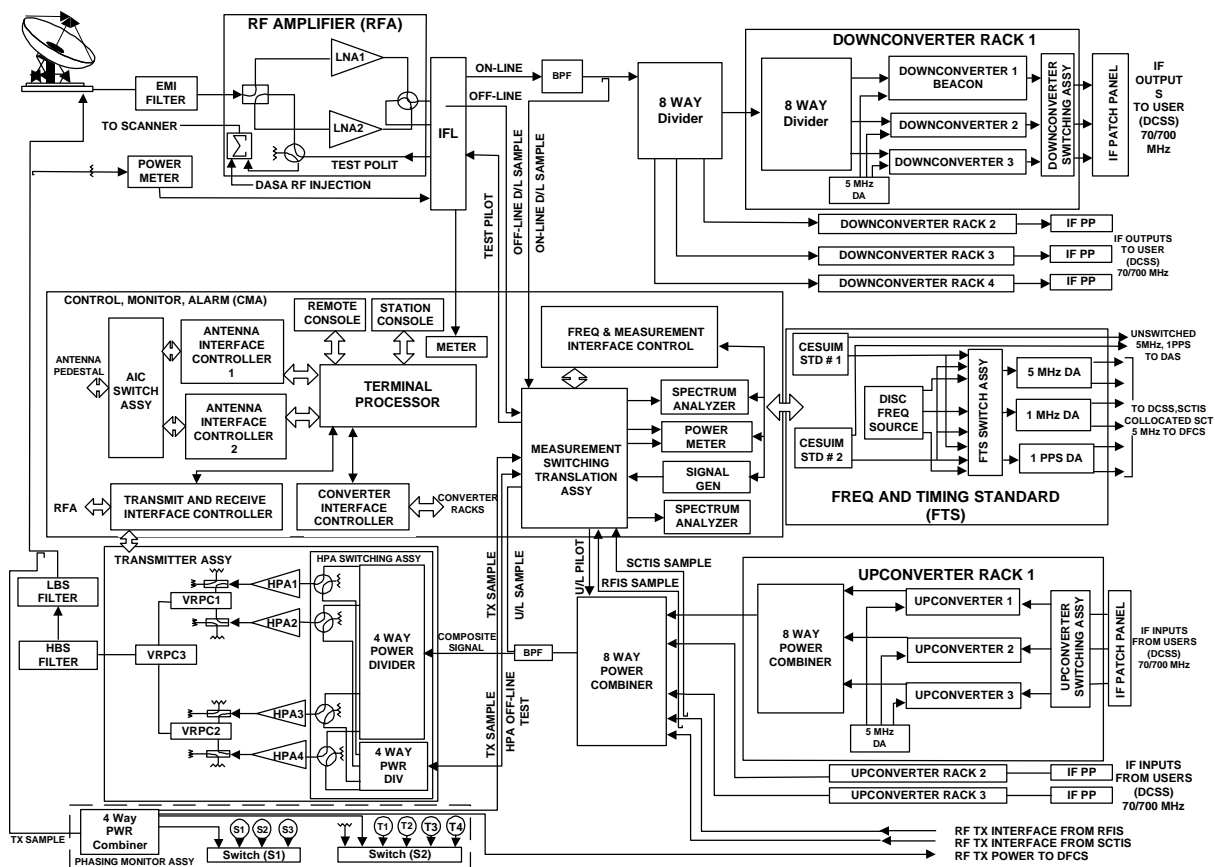 RF AMPLIFIER (RFA)
LNA1
LNA2
EMI
FILTER
TO SCANNER
Σ
TEST POLIT
DASA RF INJECTION
POWER
METER
IFL
ON-LINE
OFF-LINE
BPF
TEST PILOT
OFF-LINE D/L SAMPLE
ON-LINE D/L SAMPLE
8 WAY
Divider
DOWNCONVERTER RACK 1
8 WAY
Divider
DOWNCONVERTER 1
BEACON
DOWNCONVERTER 2
DOWNCONVERTER 3
5 MHz
DA
DOWNCONVERTER
SWITCHING ASSY
IF PATCH PANEL
IF
OUTPUT
S
TO USER
(DCSS)
70/700
MHz
DOWNCONVERTER RACK 2
IF PP
DOWNCONVERTER RACK 3
IF PP
DOWNCONVERTER RACK 4
IF PP
IF OUTPUTS
TO USER
(DCSS)
70/700 MHz
CONTROL, MONITOR, ALARM (CMA)
REMOTE
CONSOLE
STATION
CONSOLE
METER
ANTENNA
PEDESTAL
AIC
SWITCH
ASSY
ANTENNA
INTERFACE
CONTROLLER
1
ANTENNA
INTERFACE
CONTROLLER
2
TERMINAL
PROCESSOR
RFA
TRANSMIT AND RECEIVE
INTERFACE CONTROLLER
CONVERTER
INTERFACE
CONTROLLER
CONVERTER
RACKS
FREQ & MEASUREMENT
INTERFACE CONTROL
MEASUREMENT
SWITCHING
TRANSLATION
ASSY
SPECTRUM
ANALYZER
POWER
METER
SIGNAL
GEN
SPECTRUM
ANALYZER
CESUIM
STD # 1
CESUIM
STD # 2
DISC
FREQ
SOURCE
FTS SWITCH ASSY
5 MHz DA
1 MHz DA
1 PPS DA
FREQ AND TIMING STANDARD
(FTS)
UNSWITCHED
5MHz, 1PPS
TO DAS
TO DCSS,SCTIS
COLLOCATED SCT
5 MHz TO DFCS
TRANSMITTER ASSY
HPA SWITCHING ASSY
LBS
FILTER
HBS
FILTER
VRPC1
VRPC3
VRPC2
HPA1
HPA2
HPA3
HPA4
4 WAY
POWER
DIVIDER
4 WAY
PWR
DIV
TX SAMPLE
U/L SAMPLE
COMPOSITE
SIGNAL
BPF
TX SAMPLE
HPA OFF-LINE
TEST
U/L PILOT
RFIS SAMPLE
SCTIS SAMPLE
8 WAY
POWER
COMBINER
UPCONVERTER RACK 1
8 WAY
POWER
COMBINER
UPCONVERTER 1
UPCONVERTER 2
UPCONVERTER 3
5 MHz
DA
UPCONVERTER
SWITCHING ASSY
IF PATCH PANEL
IF INPUTS
FROM USERS
(DCSS)
70/700 MHz
UPCONVERTER RACK 2
IF PP
UPCONVERTER RACK 3
IF PP
IF INPUTS
FROM USERS
(DCSS)
70/700 MHz
TX SAMPLE
4 Way
PWR
Combiner
PHASING MONITOR ASSY
S1
S2
S3
Switch (S1)
T1
T2
T3
T4
Switch (S2)
RF TX INTERFACE FROM RFIS
RF TX INTERFACE FROM SCTIS
RF TX POWER TO DFCS